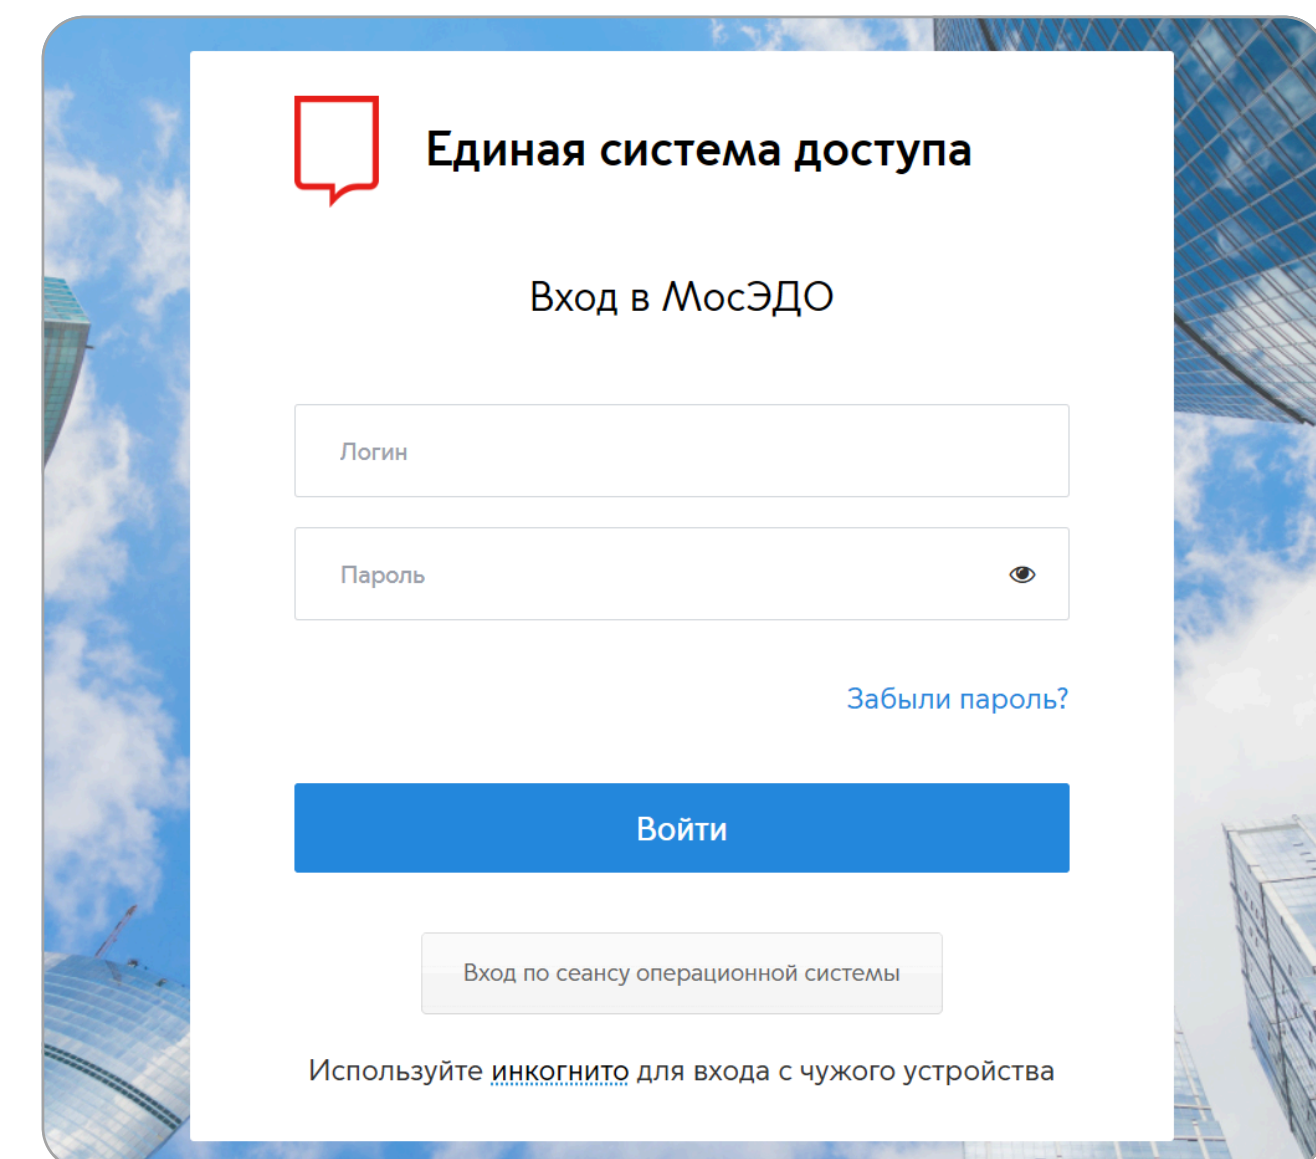 Единая система доступа
Вход в МосЭДО
Логин
Пароль
Забыли пароль?
Войти
Вход по сеансу операционной системы
Используйте инкогнито для входа с чужого устройства